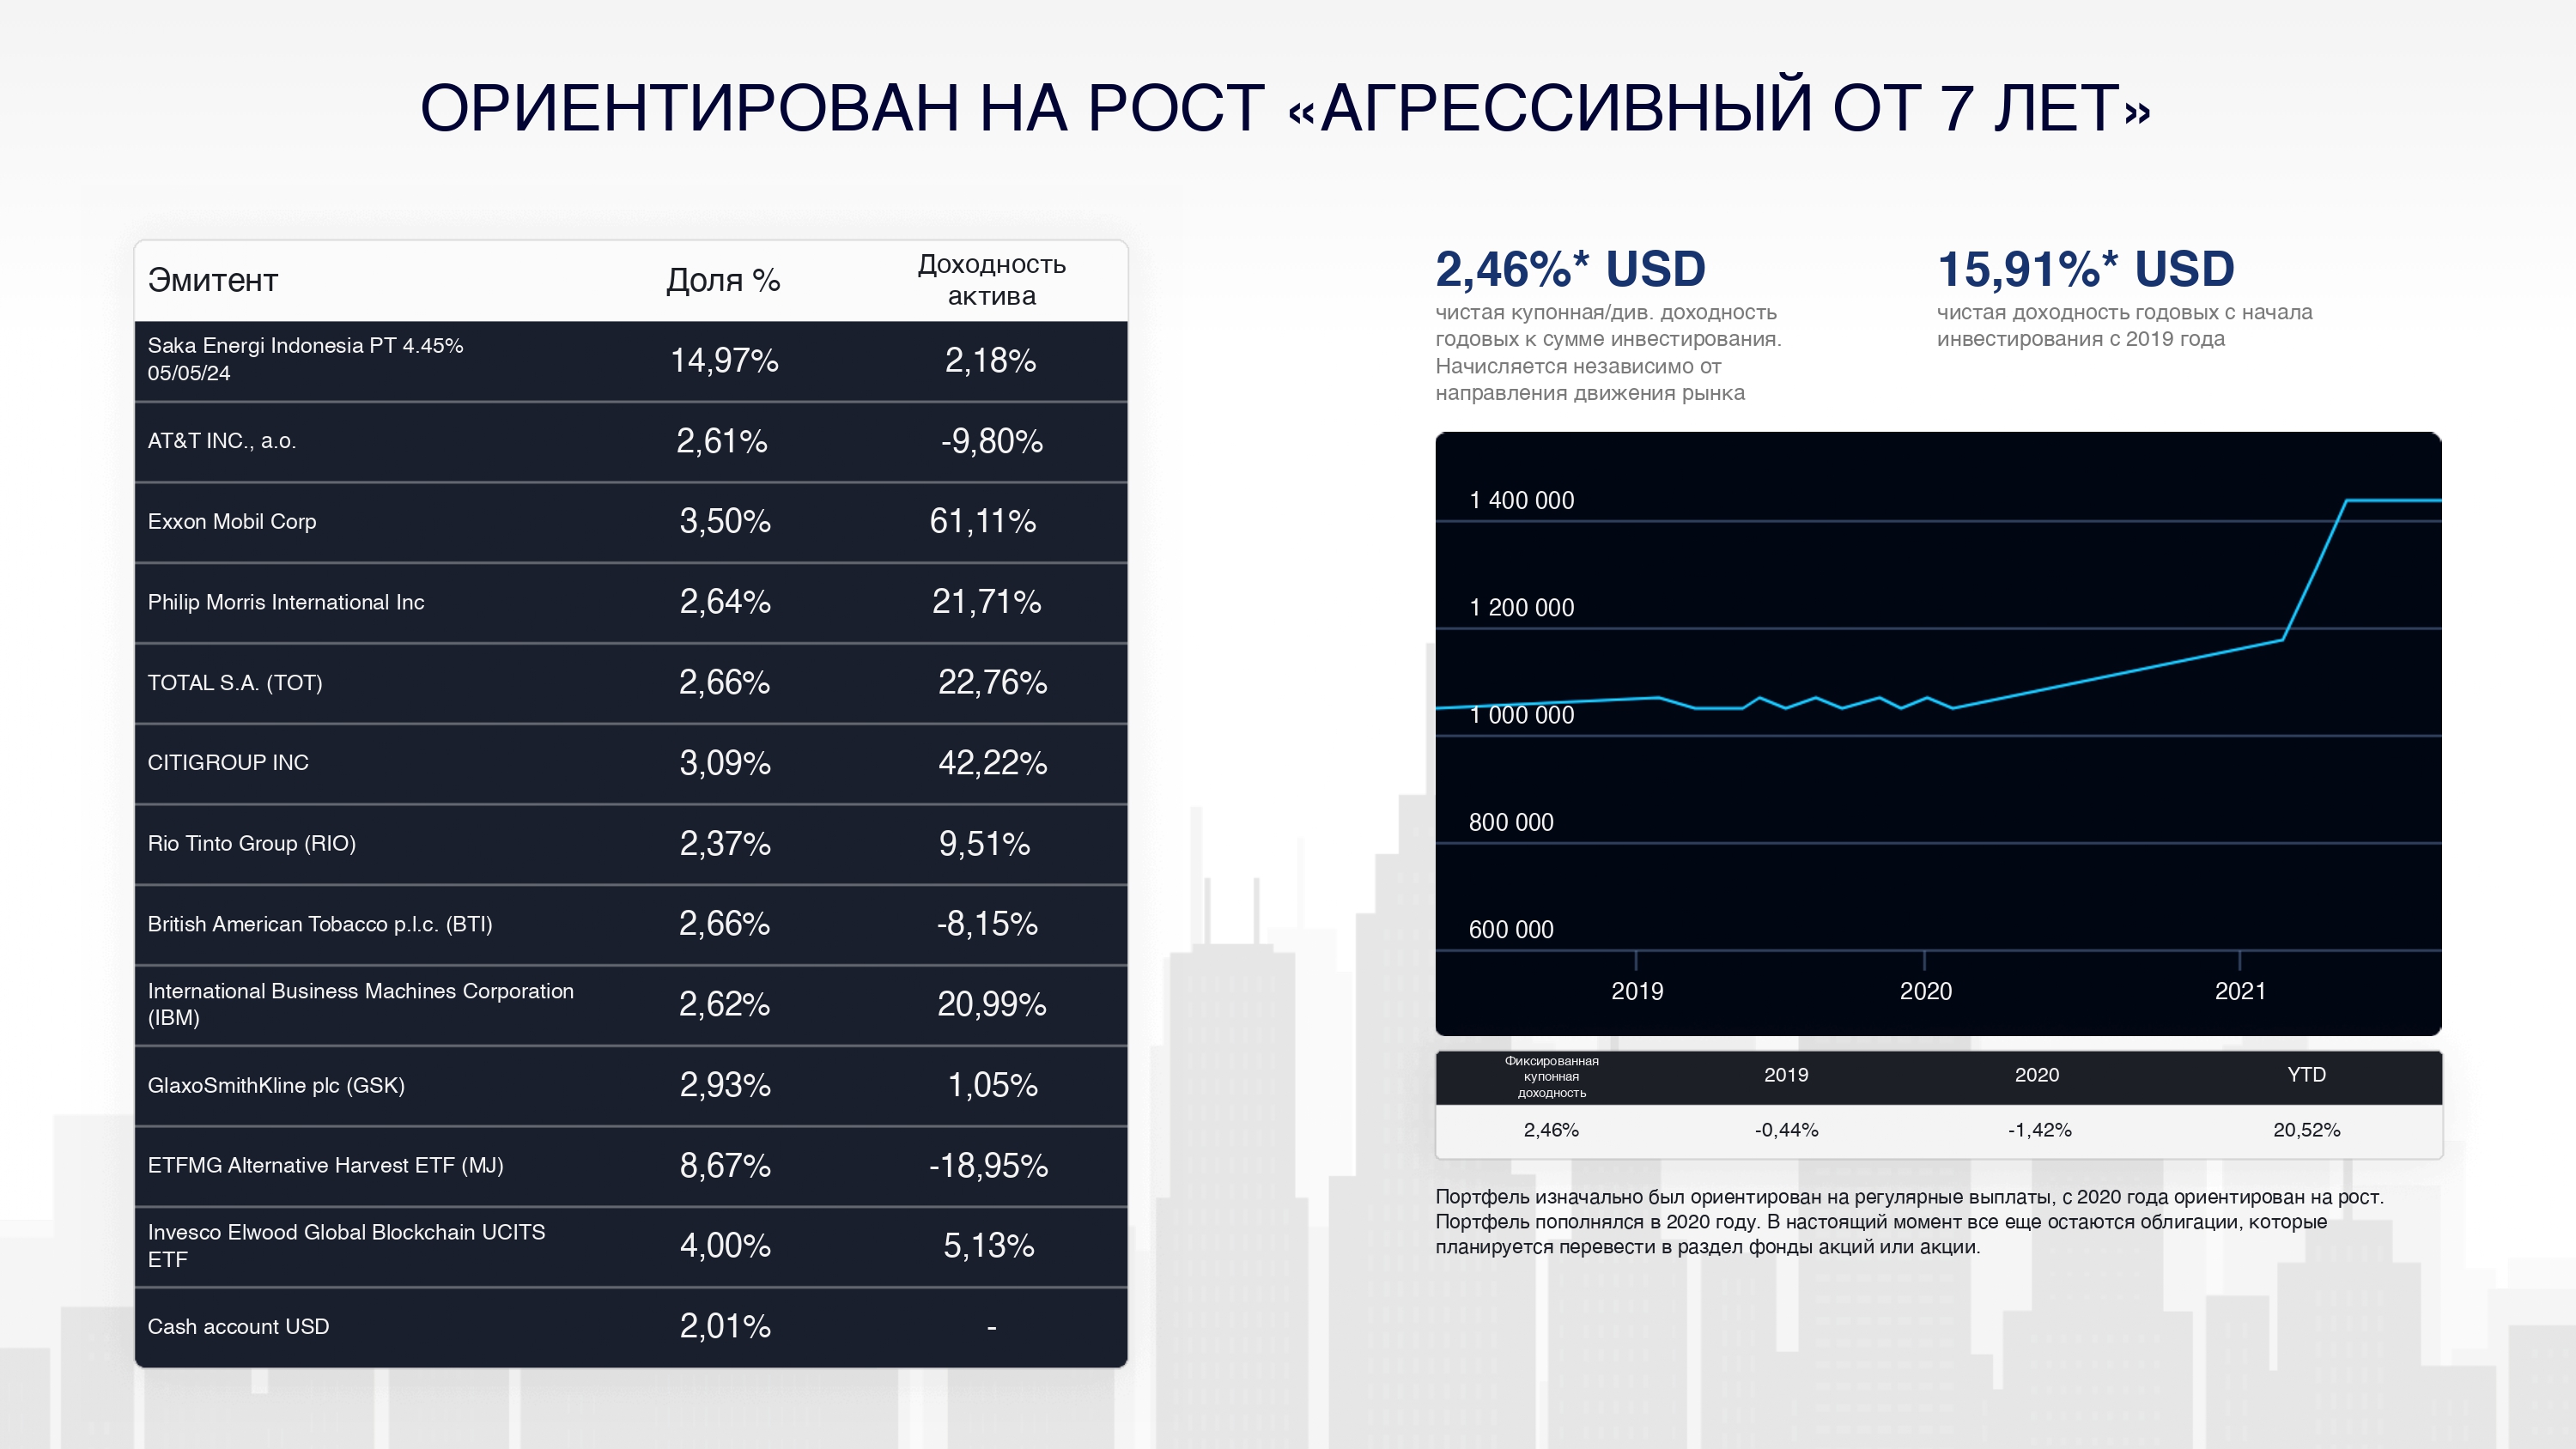 ОРИЕНТИРОВАН НА РОСТ «АГРЕССИВНЫЙ ОТ 7 ЛЕТ»
Эмитент Доля % Доходность актива
Saka Energi Indonesia PT 4.45% 05/05/24 14,97% 2,18%
AT&T INC., a.o. 2,61% -9,80%
Exxon Mobil Corp 3,50% 61,11%
Philip Morris International Inc 2,64% 21,71%
TOTAL S.A. (TOT) 2,66% 22,76%
CITIGROUP INC 3,09% 42,22%
Rio Tinto Group (RIO) 2,37% 9,51%
British American Tobacco p.l.c. (BTI) 2,66% -8,15%
International Business Machines Corporation (IBM) 2,62% 20,99%
GlaxoSmithKline plc (GSK) 2,93% 1,05%
ETFMG Alternative Harvest ETF (MJ) 8,67% -18,95%
Invesco Elwood Global Blockchain UCITS ETF 4,00% 5,13%
Cash account USD 2,01% -
2,46%* USD
чистая купонная/див. доходность
годовых к сумме инвестирования.
Начисляется независимо от
направления движения рынка
15,91%* USD
чистая доходность годовых с начала
инвестирования с 2019 года
1 400 000
1 200 000
1 000 000
800 000
600 000
2019 2020 2021
Фиксированная купонная доходность 2019 2020 YTD
2,46% -0,44% -1,42% 20,52%
Портфель изначально был ориентирован на регулярные выплаты, с 2020 года ориентирован на рост.
Портфель пополнялся в 2020 году. В настоящий момент все еще остаются облигации, которые
планируется перевести в раздел фонды акций или акции.